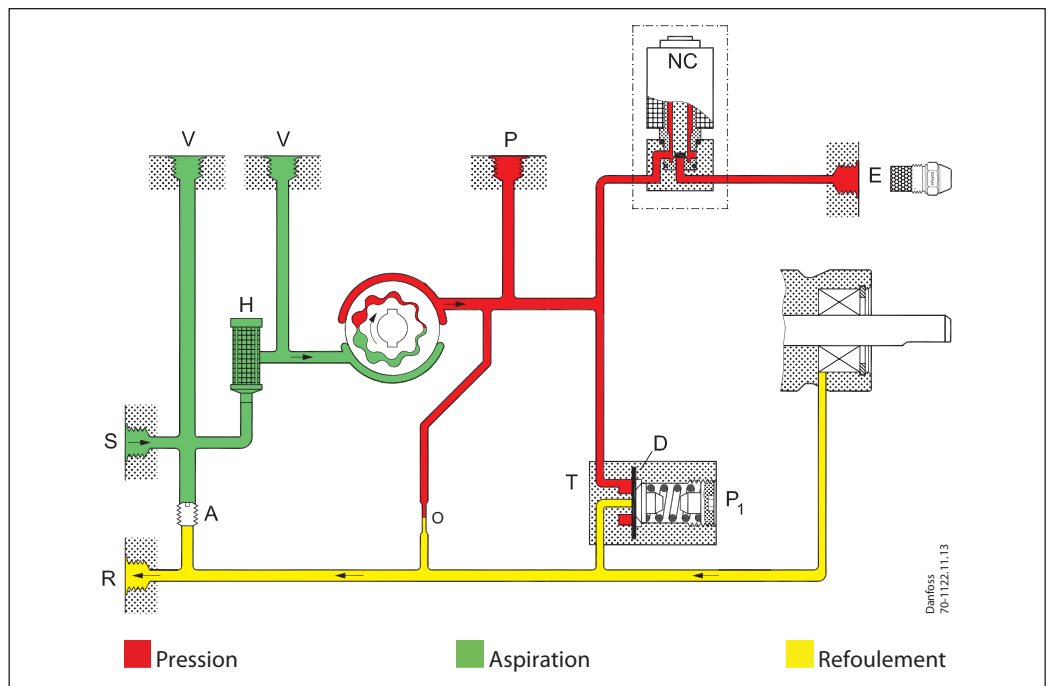 NC
V V P
E
H
S
D
T
P1
A
O
R
Danfoss
70-1122.11.13
Pression Aspiration Refoulement